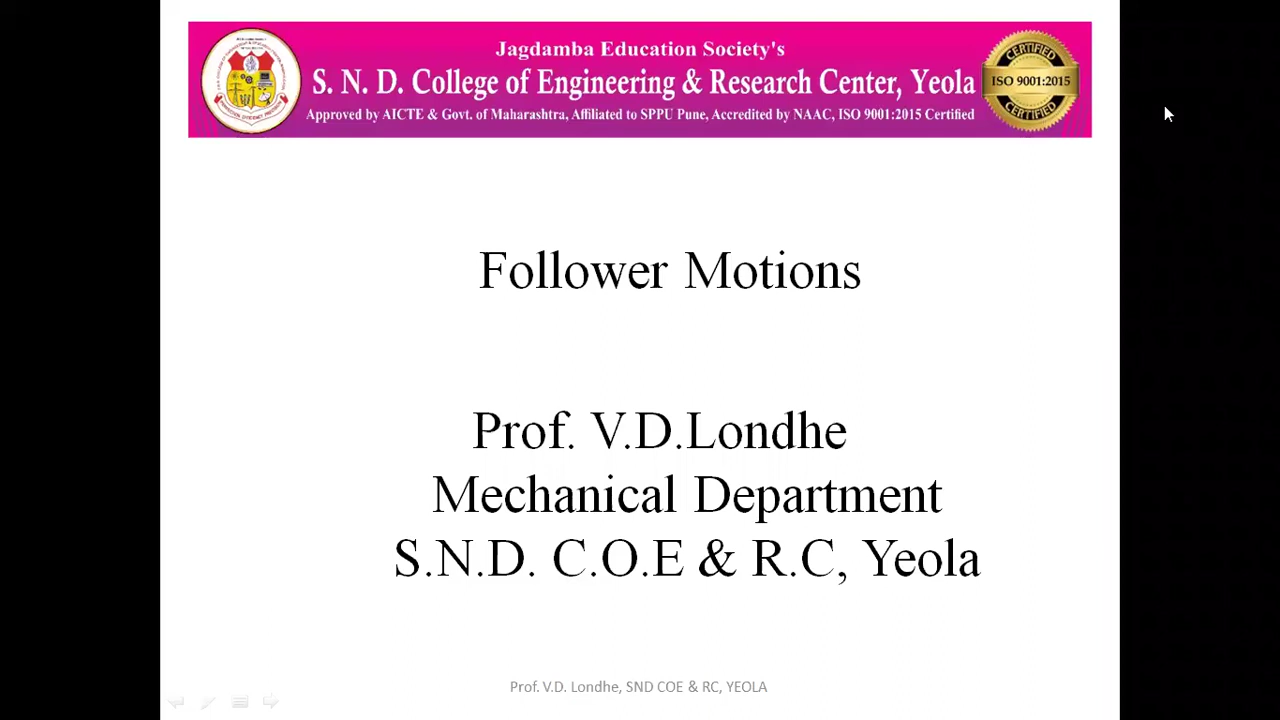 Jagdamba Education Society's
S. N. D. College of Engineering & Research Center, Yeola
Approved by AICTE & Govt. of Maharashtra, Affiliated to SPPU Pune, Accredited by NAAC, ISO 9001:2015 Certified
CERTIFIED
ISO 9001:2015
CERTIFIED
Follower Motions
Prof. V.D.Londhe
Mechanical Department
S.N.D. C.O.E & R.C, Yeola
Prof. V.D. Londhe, SND COE & RC, YEOLA